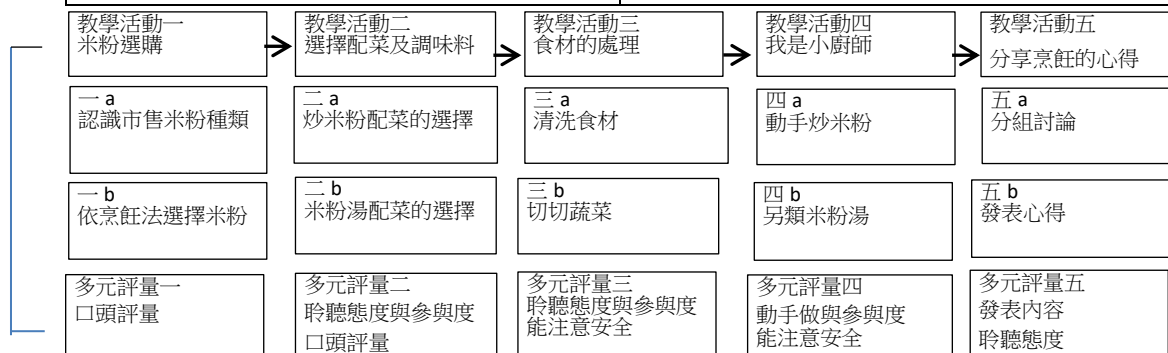 教學活動一
米粉選購
教學活動二
選擇配菜及調味料
教學活動三
食材的處理
教學活動四
我是小廚師
教學活動五
分享烹飪的心得
一 a
認識市售米粉種類
二 a
炒米粉配菜的選擇
三 a
清洗食材
四 a
動手炒米粉
五 a
分組討論
一 b
依烹飪法選擇米粉
二 b
米粉湯配菜的選擇
三 b
切切蔬菜
四 b
另類米粉湯
五 b
發表心得
多元評量一
口頭評量
多元評量二
聆聽態度與參與度
口頭評量
多元評量三
聆聽態度與參與度
能注意安全
多元評量四
動手做與參與度
能注意安全
多元評量五
發表內容
聆聽態度